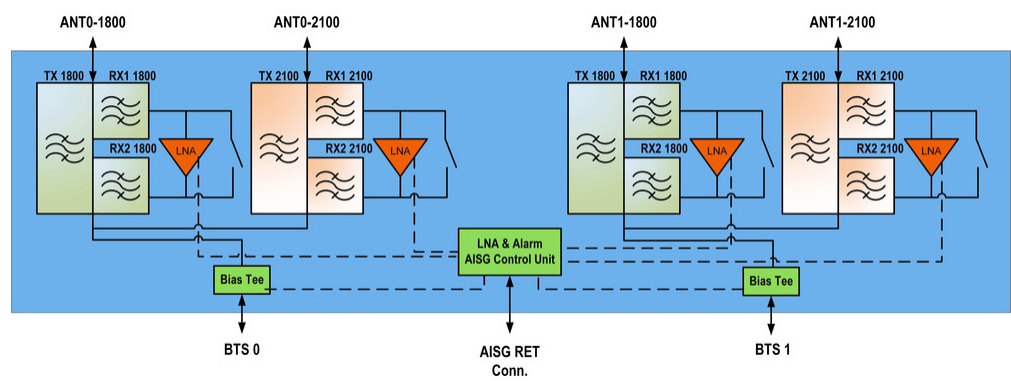 ANT0-1800
ANT0-2100
ANT1-1800
ANT1-2100
TX 1800
RX1 1800
TX 2100
RX1 2100
TX 1800
RX1 1800
TX 2100
RX1 2100
LNA
LNA
LNA
LNA
RX2 1800
RX2 2100
RX2 1800
RX2 2100
LNA & Alarm
AISG Control Unit
Bias Tee
Bias Tee
BTS 0
AISG RET
Conn.
BTS 1